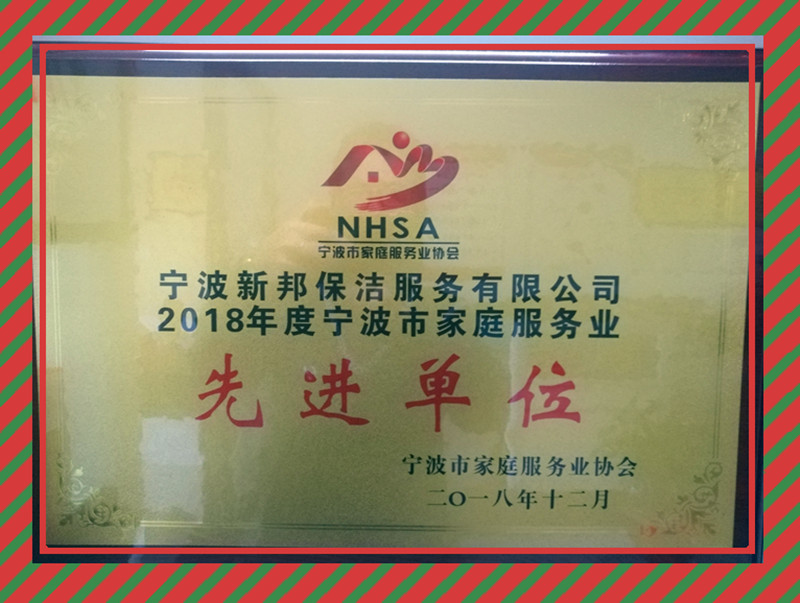 NHSA
宁波市家庭服务业协会
宁波新邦保洁服务有限公司
2018年度宁波市家庭服务业
先进单位
宁波市家庭服务业协会
二〇一八年十二月